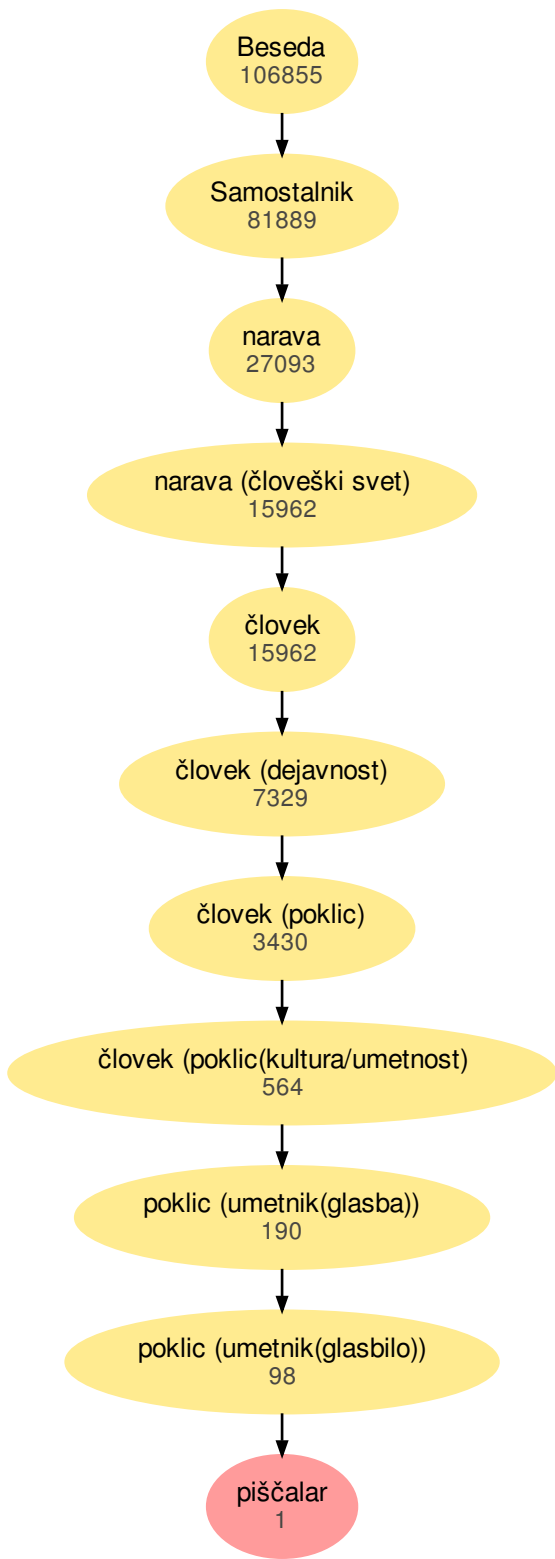 Beseda
106855
Samostalnik
81889
narava
27093
narava (človeški svet)
15962
človek
15962
človek (dejavnost)
7329
človek (poklic)
3430
človek (poklic(kultura/umetnost)
564
poklic (umetnik(glasba))
190
poklic (umetnik(glasbilo))
98
piščalar
1